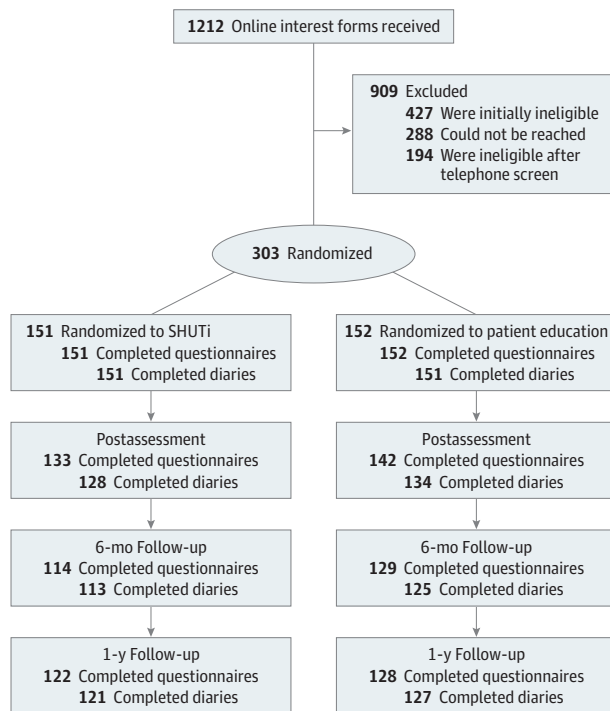 1212 Online interest forms received
909 Excluded
427 Were initially ineligible
288 Could not be reached
194 Were ineligible after
telephone screen
303 Randomized
151 Randomized to SHUTi
151 Completed questionnaires
151 Completed diaries
152 Randomized to patient education
152 Completed questionnaires
151 Completed diaries
Postassessment
133 Completed questionnaires
128 Completed diaries
Postassessment
142 Completed questionnaires
134 Completed diaries
6-mo Follow-up
114 Completed questionnaires
113 Completed diaries
6-mo Follow-up
129 Completed questionnaires
125 Completed diaries
1-y Follow-up
122 Completed questionnaires
121 Completed diaries
1-y Follow-up
128 Completed questionnaires
127 Completed diaries